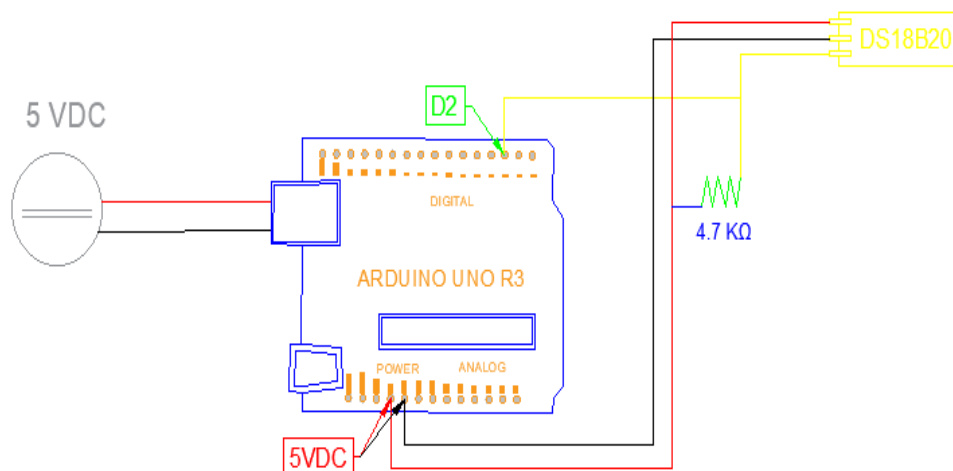 DS18B20
5 VDC
D2
DIGITAL
4.7 KΩ
ARDUINO UNO R3
POWER
ANALOG
5VDC